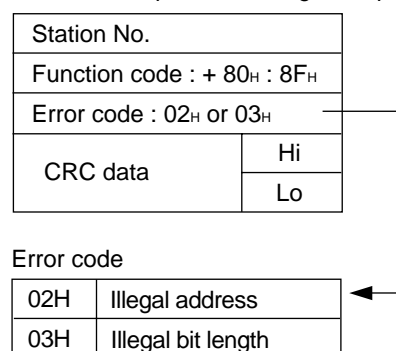 Station No.
Function code : + 80H : 8FH
Error code : 02H or 03H
CRC data
Hi
Lo
Error code
02H Illegal address
03H Illegal bit length